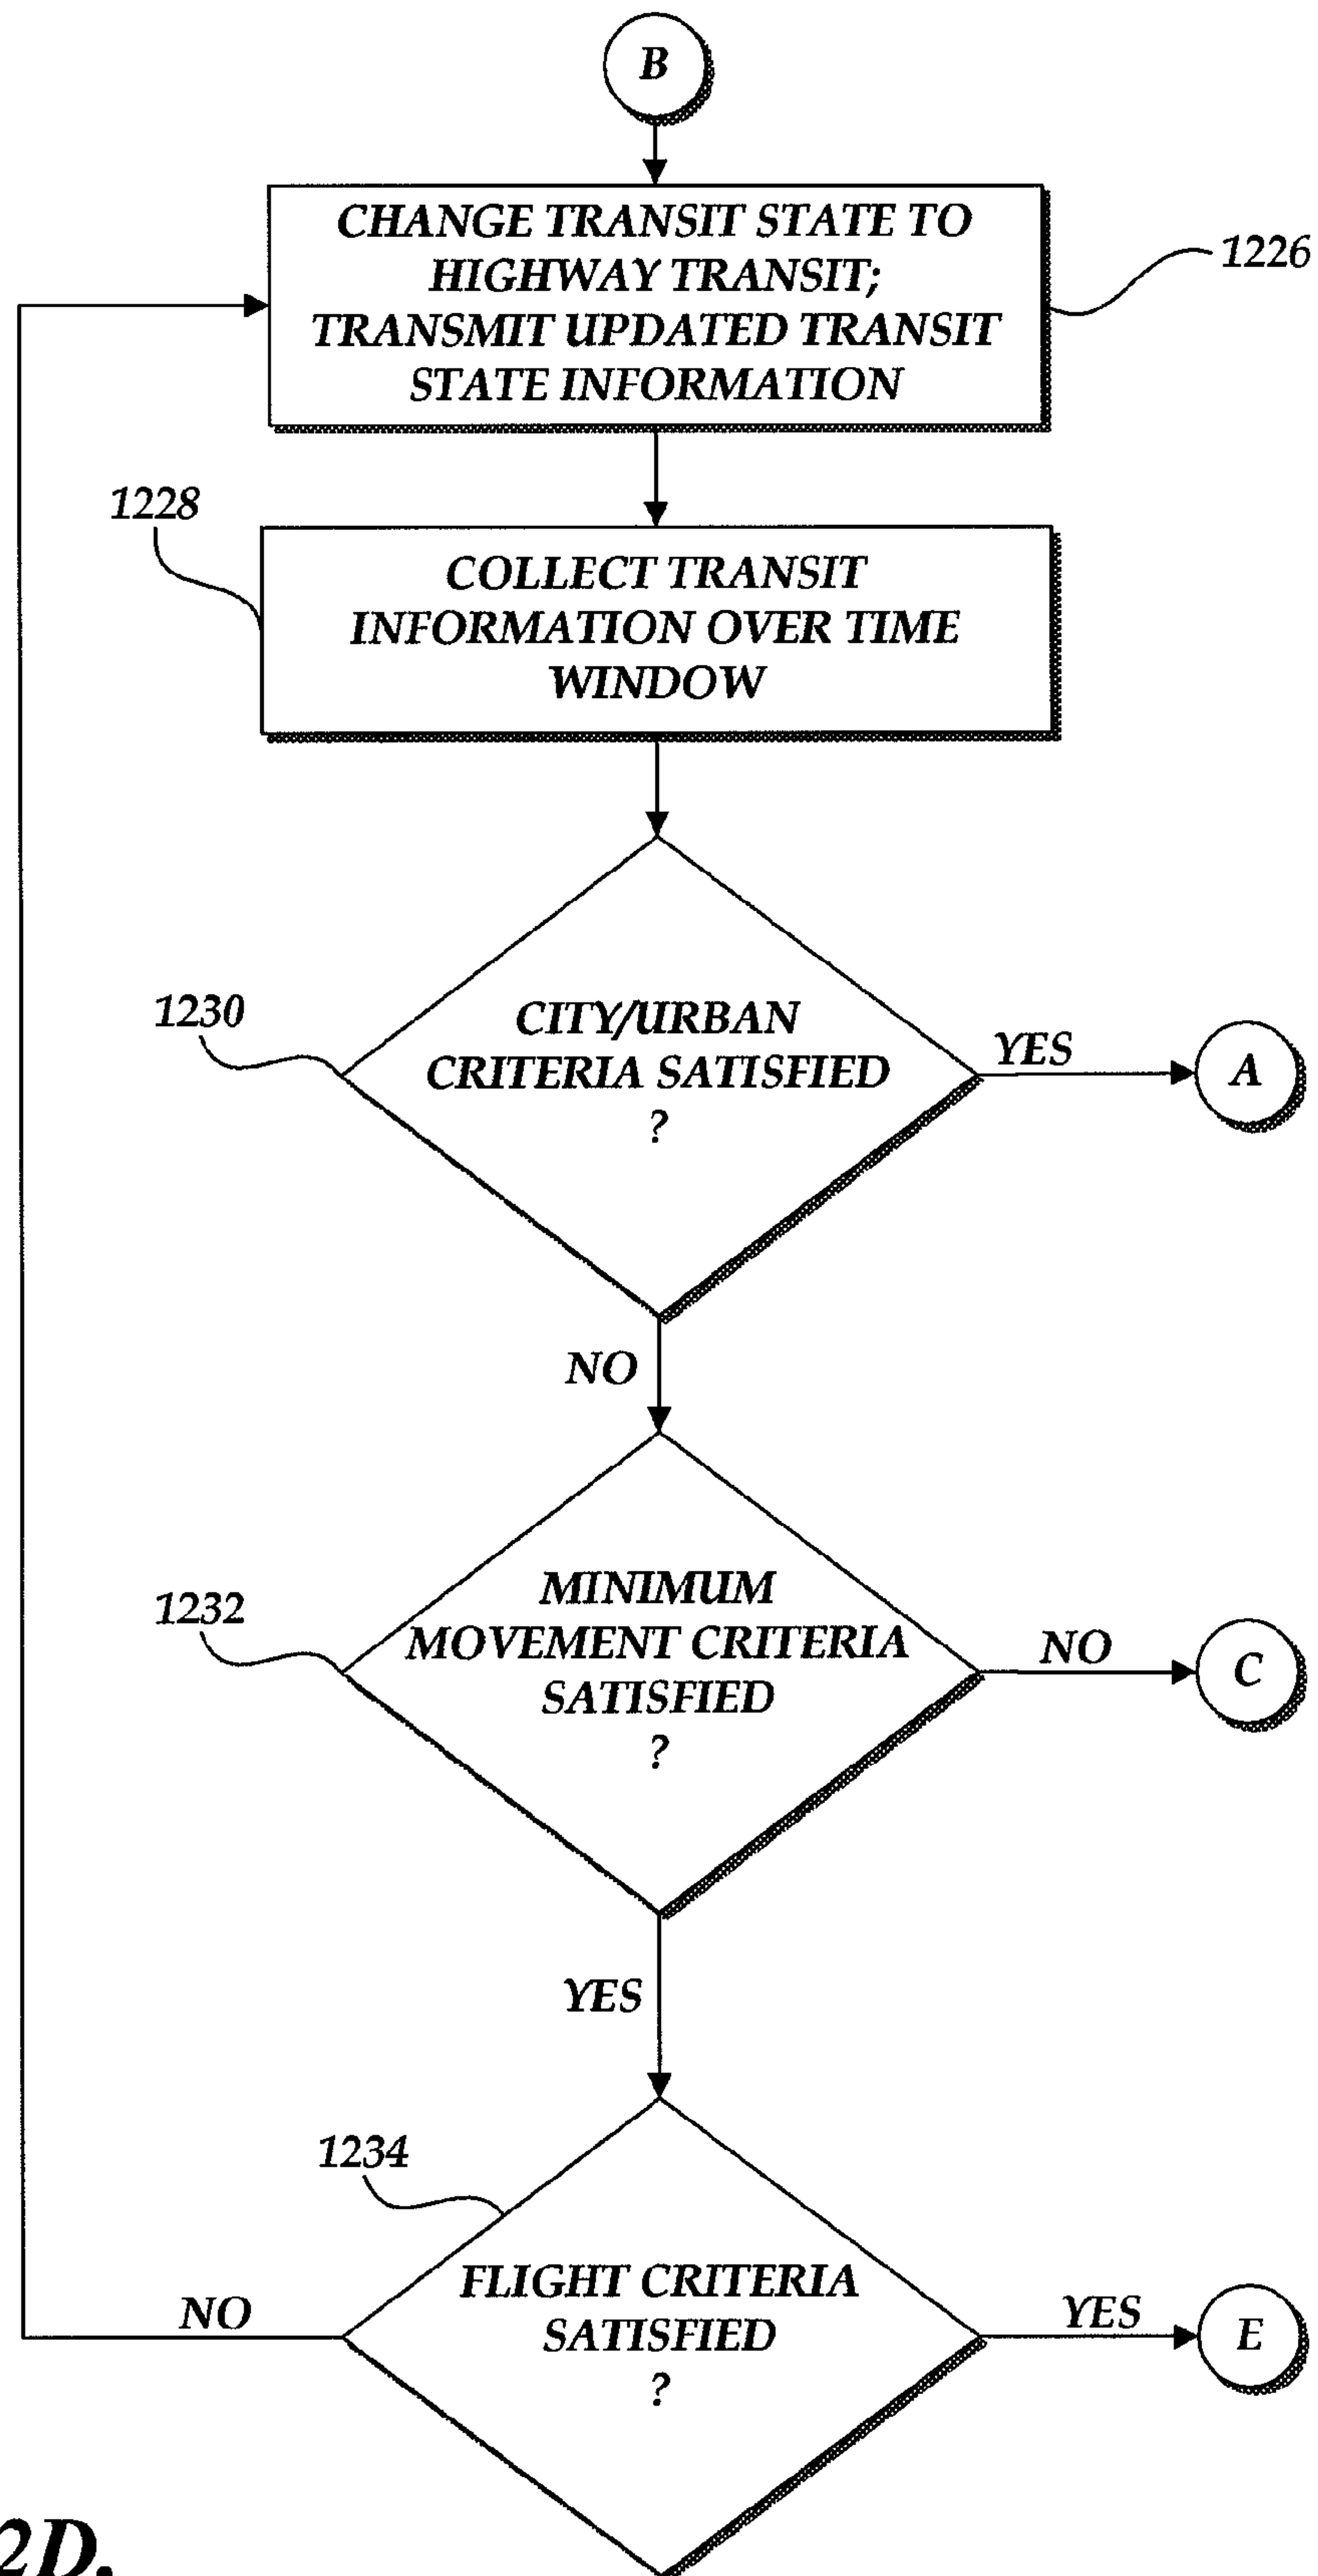 B
CHANGE TRANSIT STATE TO
HIGHWAY TRANSIT;
TRANSMIT UPDATED TRANSIT
STATE INFORMATION
1226
1228
COLLECT TRANSIT
INFORMATION OVER TIME
WINDOW
1230
CITY/URBAN
CRITERIA SATISFIED
?
YES
A
NO
1232
MINIMUM
MOVEMENT CRITERIA
SATISFIED
?
NO
C
YES
1234
FLIGHT CRITERIA
SATISFIED
?
NO
YES
E
2D.